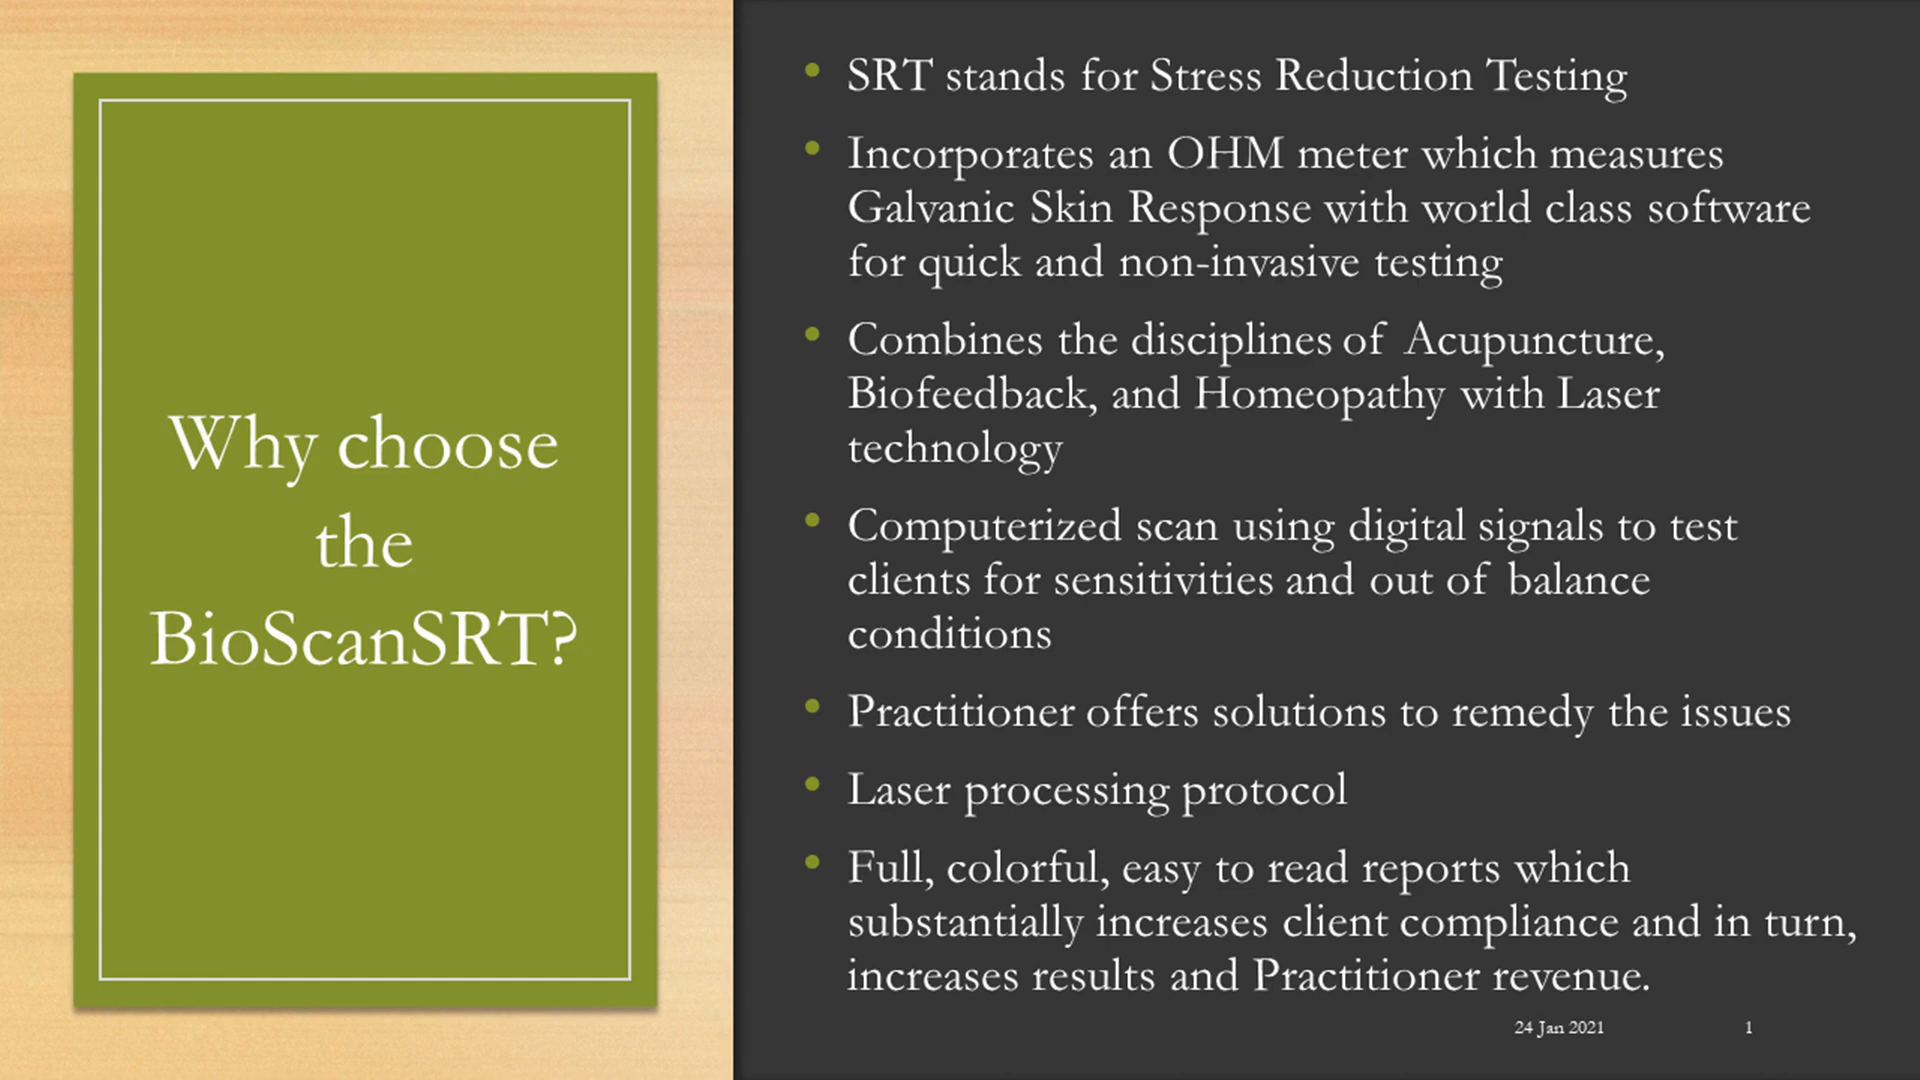 Why choose
the
BioScanSRT?
• SRT stands for Stress Reduction Testing
• Incorporates an OHM meter which measures
Galvanic Skin Response with world class software
for quick and non-invasive testing
• Combines the disciplines of Acupuncture,
Biofeedback, and Homeopathy with Laser
technology
• Computerized scan using digital signals to test
clients for sensitivities and out of balance
conditions
• Practitioner offers solutions to remedy the issues
• Laser processing protocol
• Full, colorful, easy to read reports which
substantially increases client compliance and in turn,
increases results and Practitioner revenue.
24 Jan 2021 1